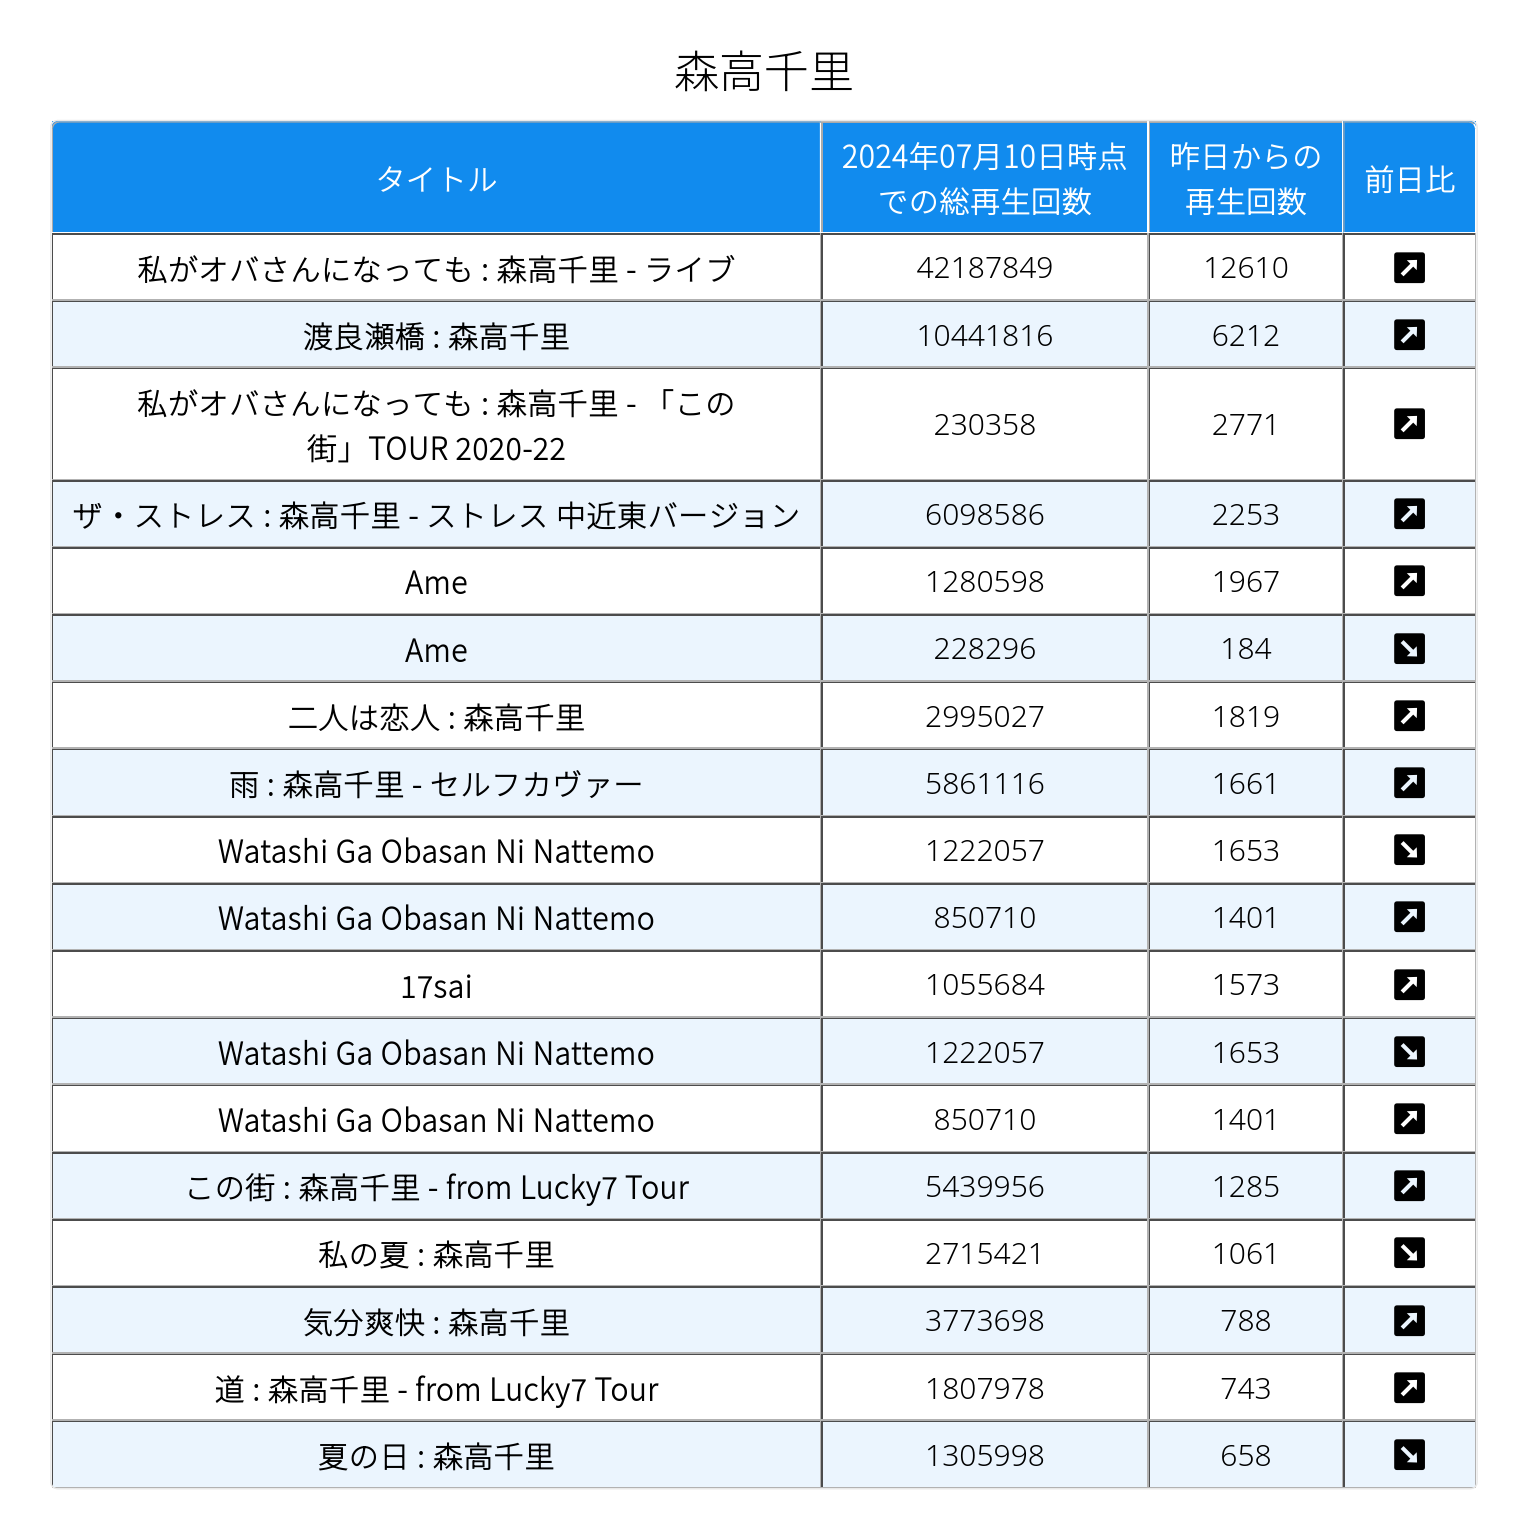 森高千里
タイトル 2024年07月10日時点 昨日からの 前日比
での総再生回数 再生回数
私がオバさんになっても : 森高千里 - ライブ 42187849 12610 ↗
渡良瀬橋 : 森高千里 10441816 6212 ↗
私がオバさんになっても : 森高千里 - 「この 230358 2771 ↗
街」TOUR 2020-22
ザ・ストレス : 森高千里 - ストレス 中近東バージョン 6098586 2253 ↗
Ame 1280598 1967 ↗
Ame 228296 184 ↘
二人は恋人 : 森高千里 2995027 1819 ↗
雨 : 森高千里 - セルフカヴァー 5861116 1661 ↗
Watashi Ga Obasan Ni Nattemo 1222057 1653 ↘
Watashi Ga Obasan Ni Nattemo 850710 1401 ↗
17sai 1055684 1573 ↗
Watashi Ga Obasan Ni Nattemo 1222057 1653 ↘
Watashi Ga Obasan Ni Nattemo 850710 1401 ↗
この街 : 森高千里 - from Lucky7 Tour 5439956 1285 ↗
私の夏 : 森高千里 2715421 1061 ↘
気分爽快 : 森高千里 3773698 788 ↗
道 : 森高千里 - from Lucky7 Tour 1807978 743 ↗
夏の日 : 森高千里 1305998 658 ↘